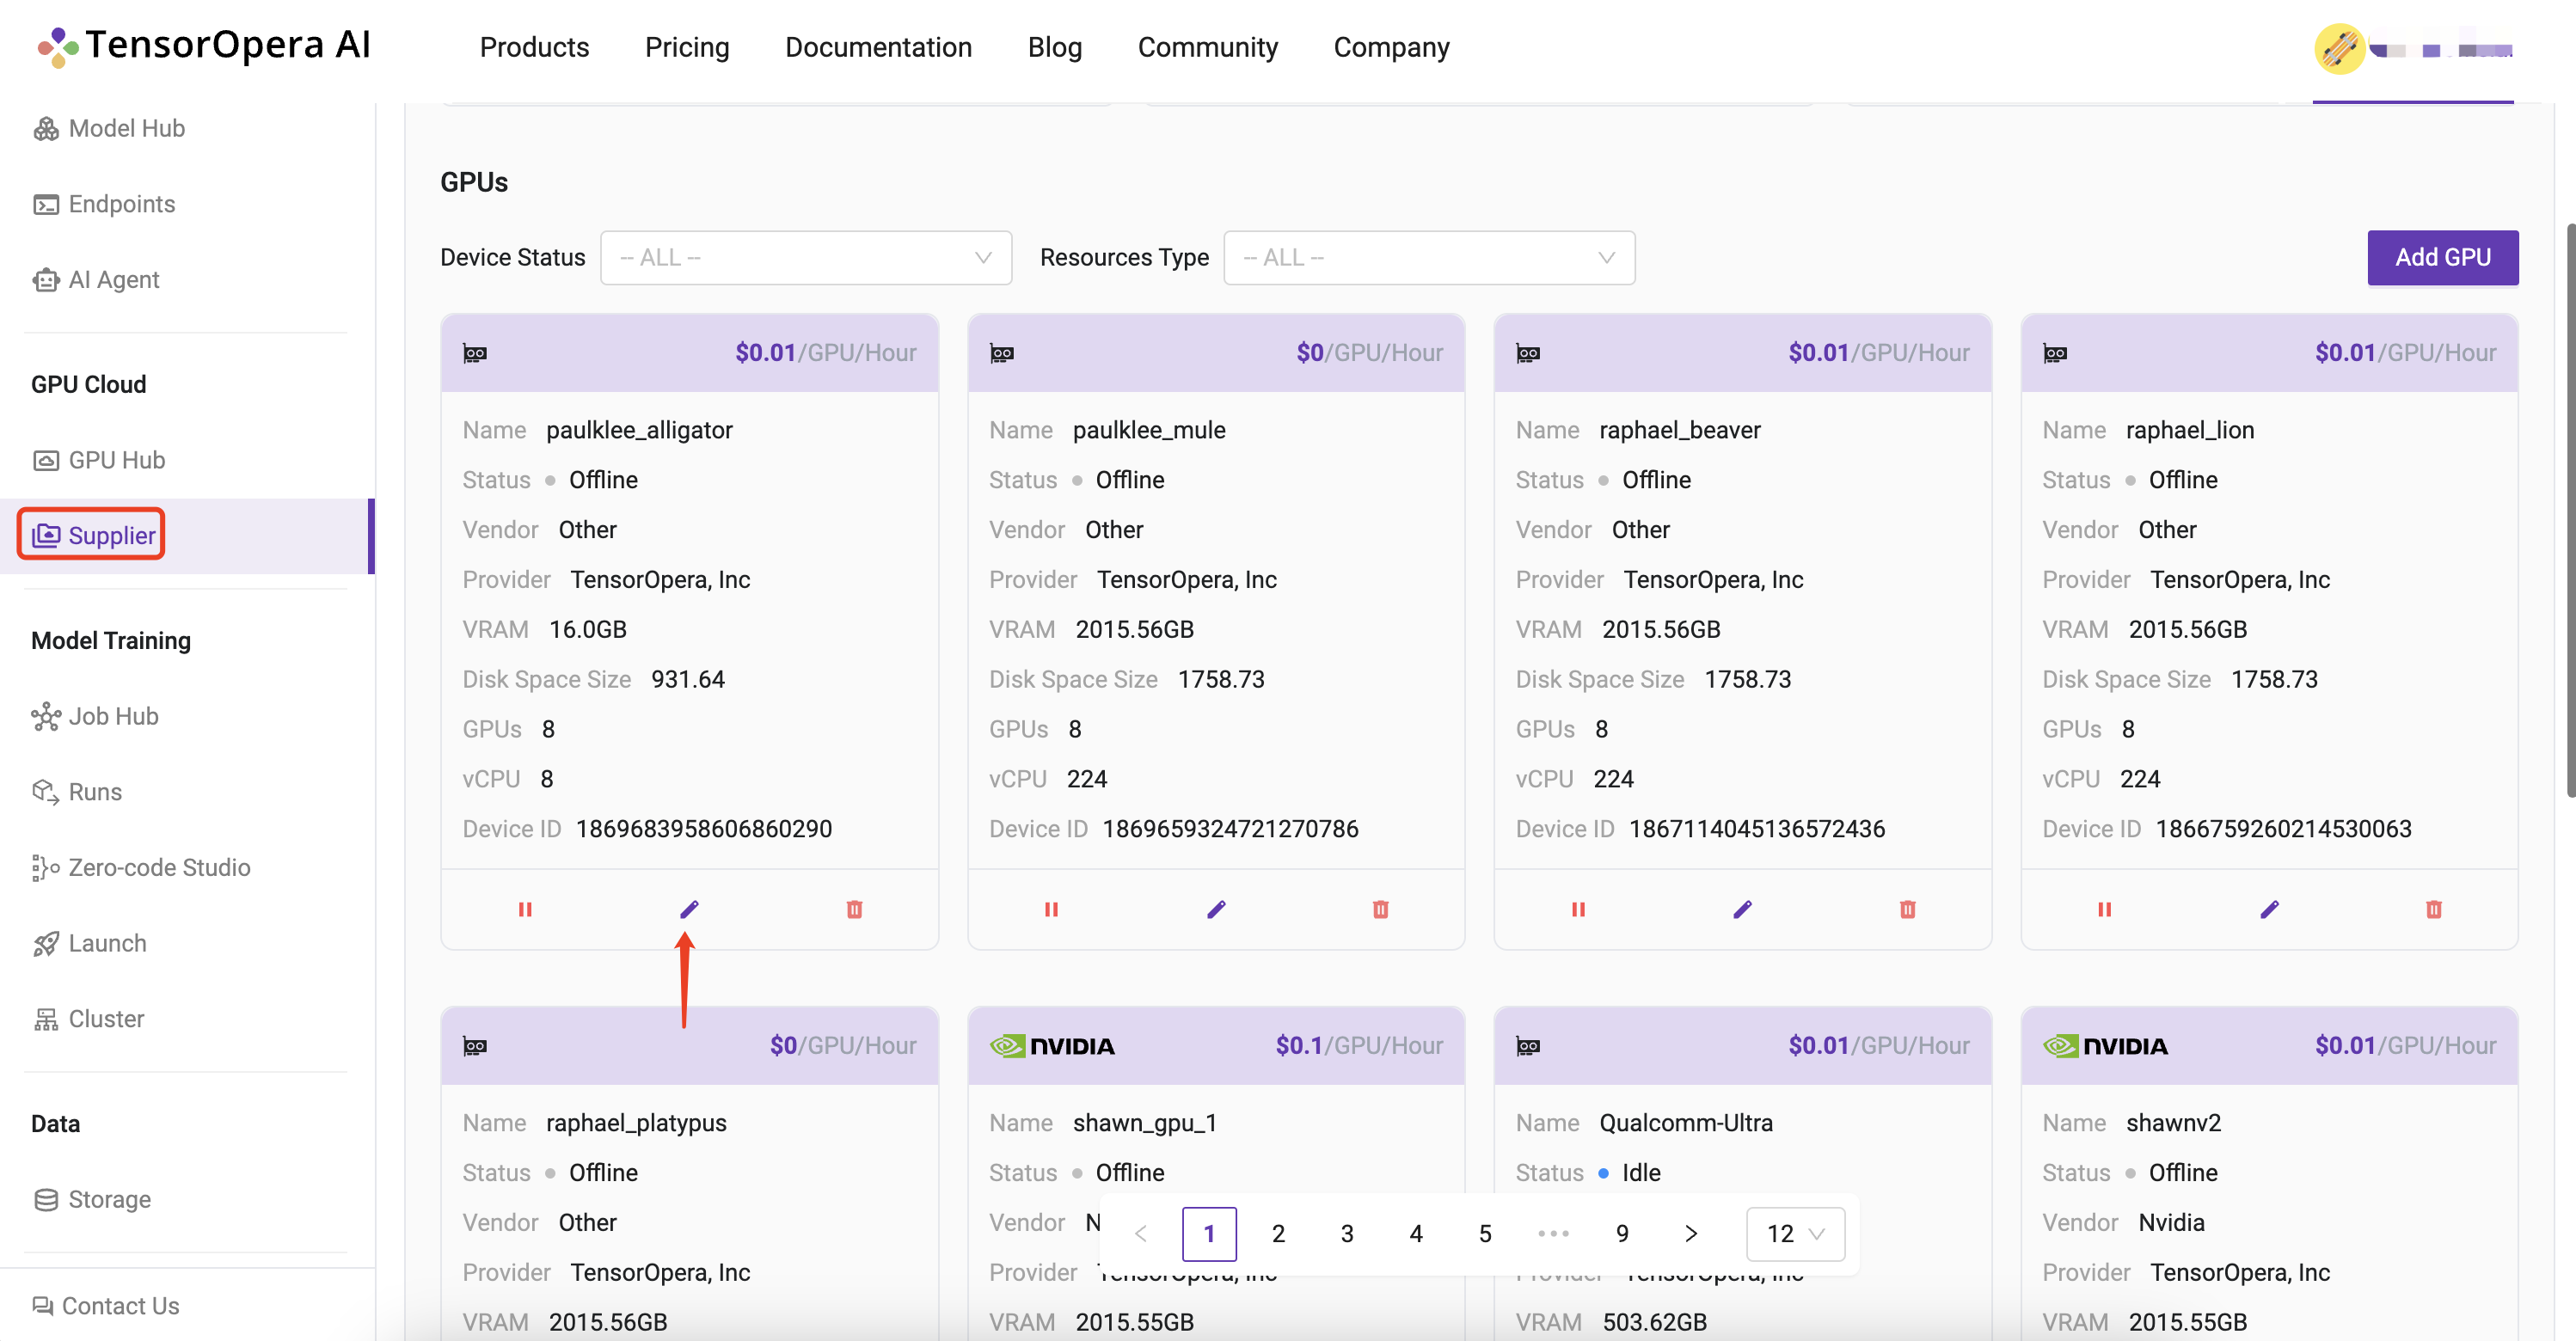 TensorOpera AI
Products Pricing Documentation Blog Community Company
Model Hub
Endpoints
AI Agent
GPU Cloud
GPU Hub
Supplier
Model Training
Job Hub
Runs
Zero-code Studio
Launch
Cluster
Data
Storage
Contact Us
GPUs
Device Status -- ALL -- Resources Type -- ALL -- Add GPU
$0.01/GPU/Hour
Name paulklee_alligator
Status Offline
Vendor Other
Provider TensorOpera, Inc
VRAM 16.0GB
Disk Space Size 931.64
GPUs 8
vCPU 8
Device ID 1869683958606860290
$0/GPU/Hour
Name paulklee_mule
Status Offline
Vendor Other
Provider TensorOpera, Inc
VRAM 2015.56GB
Disk Space Size 1758.73
GPUs 8
vCPU 224
Device ID 1869659324721270786
$0.01/GPU/Hour
Name raphael_beaver
Status Offline
Vendor Other
Provider TensorOpera, Inc
VRAM 2015.56GB
Disk Space Size 1758.73
GPUs 8
vCPU 224
Device ID 1867114045136572436
$0.01/GPU/Hour
Name raphael_lion
Status Offline
Vendor Other
Provider TensorOpera, Inc
VRAM 2015.56GB
Disk Space Size 1758.73
GPUs 8
vCPU 224
Device ID 1866759260214530063
$0/GPU/Hour
Name raphael_platypus
Status Offline
Vendor Other
Provider TensorOpera, Inc
VRAM 2015.56GB
NVIDIA $0.1/GPU/Hour
Name shawn_gpu_1
Status Offline
Vendor N
Provider TensorOpera, Inc
VRAM 2015.55GB
$0.01/GPU/Hour
Name Qualcomm-Ultra
Status Idle
Provider TensorOpera, Inc
VRAM 503.62GB
NVIDIA $0.01/GPU/Hour
Name shawnv2
Status Offline
Vendor Nvidia
Provider TensorOpera, Inc
VRAM 2015.55GB
< 1 2 3 4 5 ••• 9 > 12